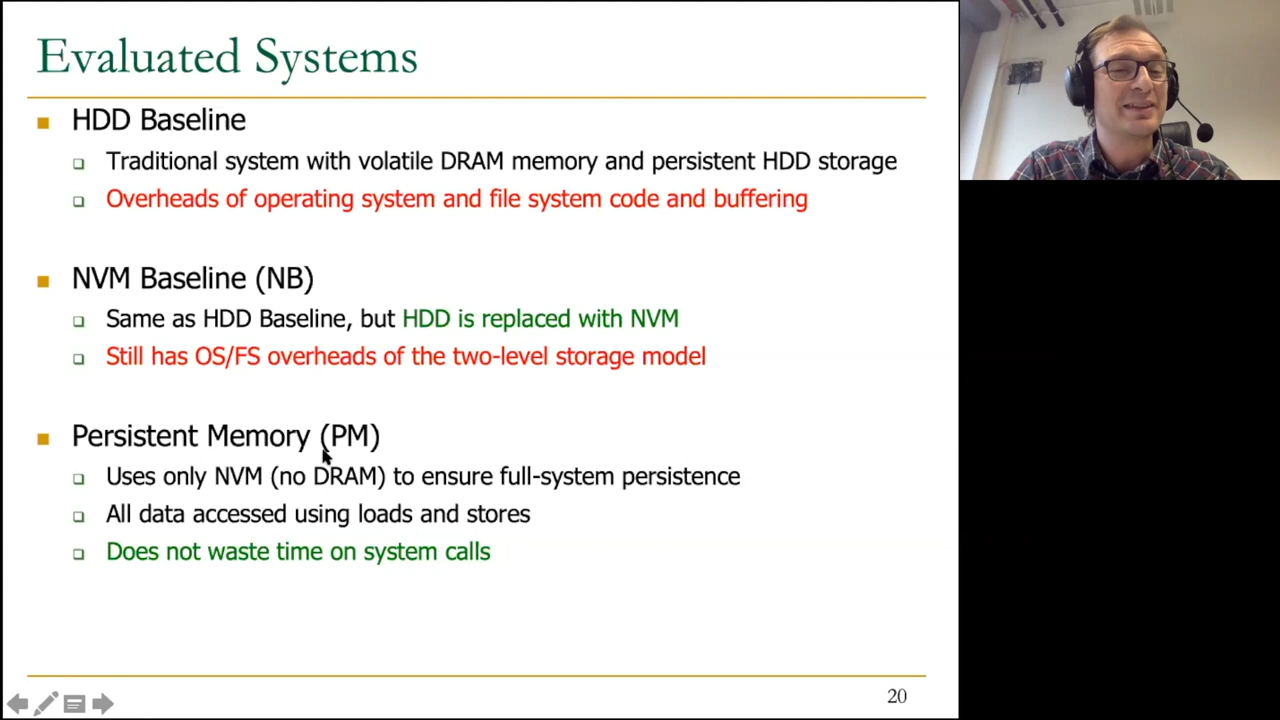 Evaluated Systems
HDD Baseline
Traditional system with volatile DRAM memory and persistent HDD storage
Overheads of operating system and file system code and buffering
NVM Baseline (NB)
Same as HDD Baseline, but HDD is replaced with NVM
Still has OS/FS overheads of the two-level storage model
Persistent Memory (PM)
Uses only NVM (no DRAM) to ensure full-system persistence
All data accessed using loads and stores
Does not waste time on system calls
20